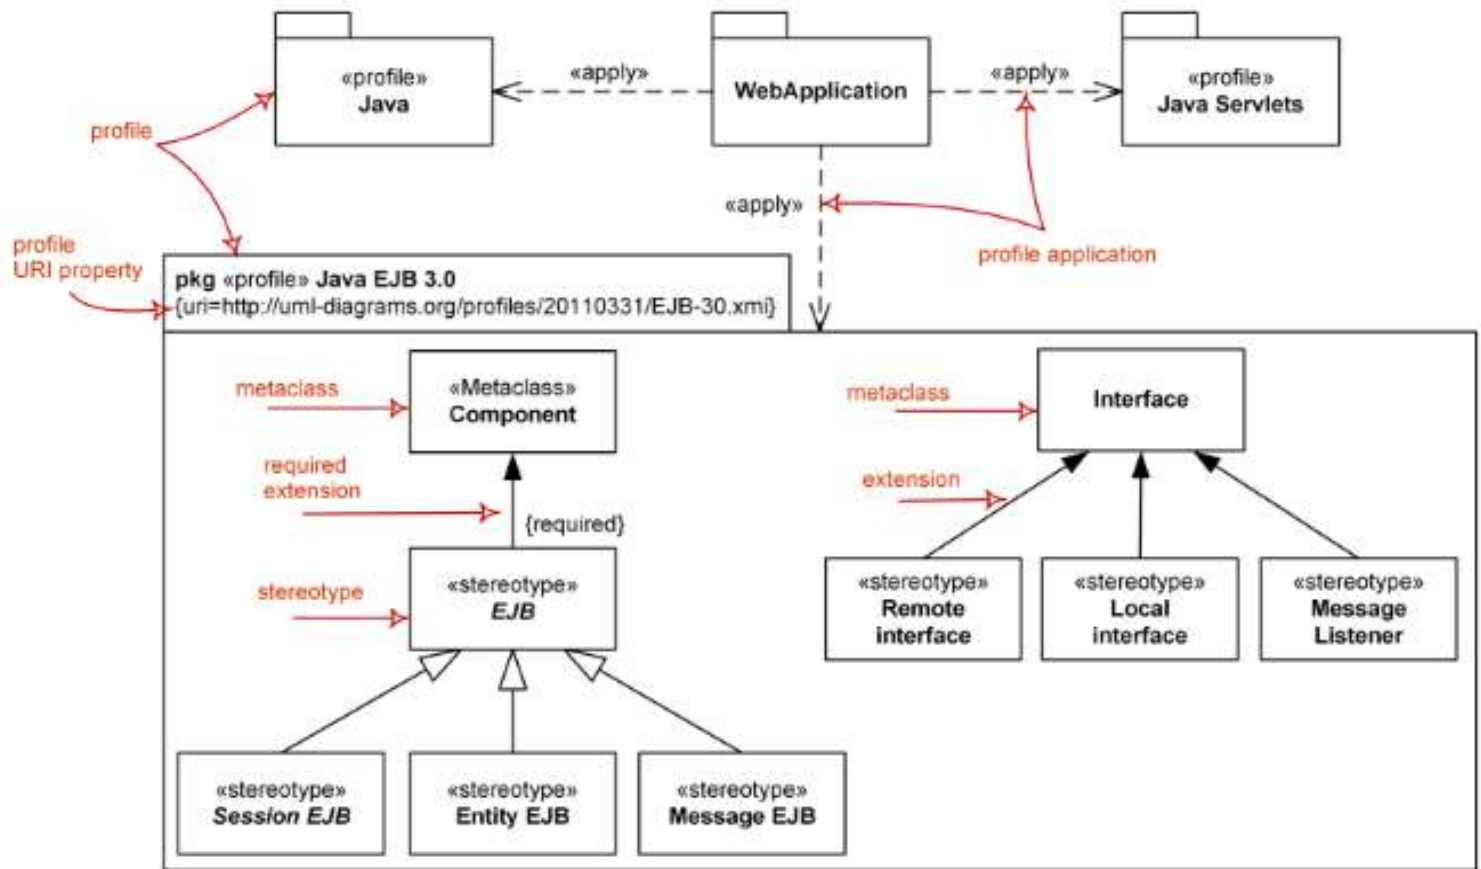 «profile»
Java
«apply»
WebApplication
«apply»
«profile»
Java Servlets
profile
«apply»
profile application
profile
URI property
pkg «profile» Java EJB 3.0
{uri=http://uml-diagrams.org/profiles/20110331/EJB-30.xmi}
metaclass
«Metaclass»
Component
metaclass
Interface
required
extension
{required}
extension
stereotype
«stereotype»
EJB
«stereotype»
Remote
interface
«stereotype»
Local
interface
«stereotype»
Message
Listener
«stereotype»
Session EJB
«stereotype»
Entity EJB
«stereotype»
Message EJB